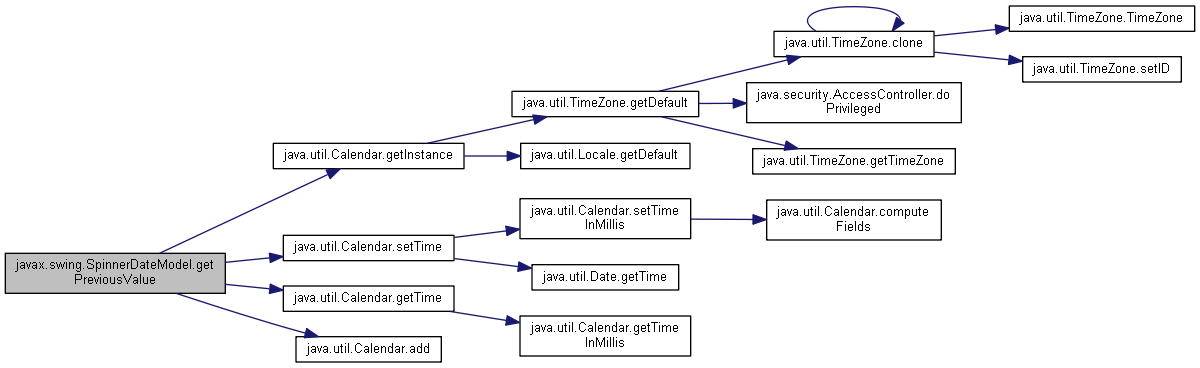 java.util.TimeZone.TimeZone
java.util.TimeZone.clone
java.util.TimeZone.setID
java.util.TimeZone.getDefault
java.security.AccessController.do
Privileged
java.util.Calendar.getInstance
java.util.Locale.getDefault
java.util.TimeZone.getTimeZone
java.util.Calendar.setTime
InMillis
java.util.Calendar.compute
Fields
java.util.Calendar.setTime
javax.swing.SpinnerDateModel.get
PreviousValue
java.util.Date.getTime
java.util.Calendar.getTime
java.util.Calendar.getTime
InMillis
java.util.Calendar.add